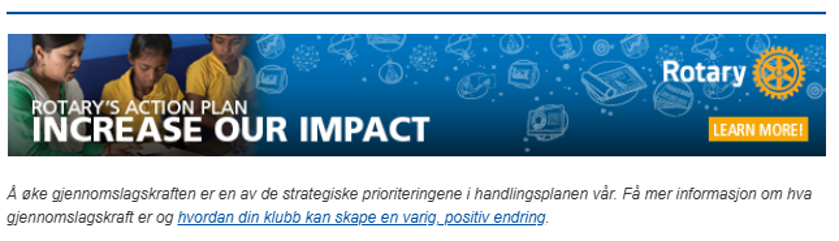 ROTARY'S ACTION PLAN
INCREASE OUR IMPACT
Rotary
LEARN MORE!
Å øke gjennomslagskraften er en av de strategiske prioriteringene i handlingsplanen vår. Få mer informasjon om hva
gjennomslagskraft er og hvordan din klubb kan skape en varig, positiv endring.